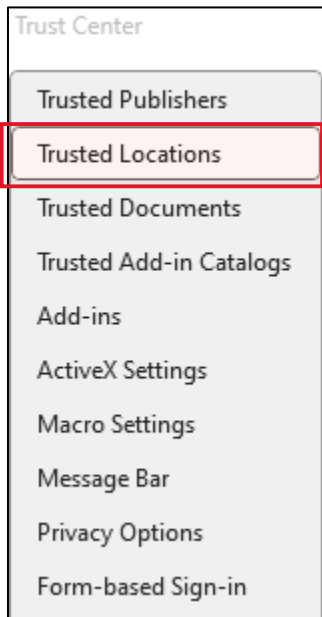 Trust Center
Trusted Publishers
Trusted Locations
Trusted Documents
Trusted Add-in Catalogs
Add-ins
ActiveX Settings
Macro Settings
Message Bar
Privacy Options
Form-based Sign-in